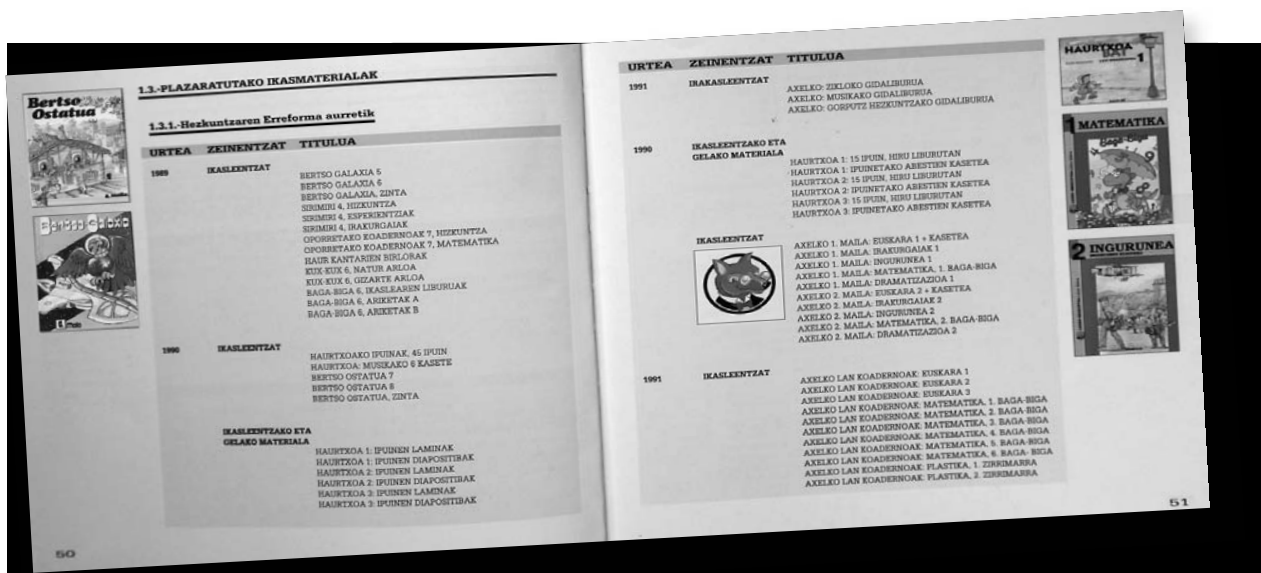 1.3.-PLAZARATUTAKO IKASMATERIALAK
1.3.1.-Hezkuntzaren Erreforma aurretik
URTEA ZEINENTZAT TITULUA
1989 IKASLEENTZAT
BERTSO GALAXIA 5
BERTSO GALAXIA 6
BERTSO GALAXIA, ZINTA
SIRIMIRI 4, HIZKUNTZA
SIRIMIRI 4, ESPERIENTZIAK
SIRIMIRI 4, IRAKURGAIAK
OPORRETAKO KOADERNOAK 7, HIZKUNTZA
OPORRETAKO KOADERNOAK 7, MATEMATIKA
HAUR KANTARIEN BIRLORAK
KUX-KUX 6, NATUR ARLOA
KUX-KUX 6, GIZARTE ARLOA
BAGA-BIGA 6, IKASLEAREN LIBURUAK
BAGA-BIGA 6, ARIKETAK A
BAGA-BIGA 6, ARIKETAK B
1990 IKASLEENTZAT
HAURTXOAKO IPUINAK, 45 IPUIN
HAURTXOA: MUSIKAKO 6 KASETE
BERTSO OSTATUA 7
BERTSO OSTATUA 8
BERTSO OSTATUA, ZINTA
IKASLEENTZAKO ETA
GELAKO MATERIALA
HAURTXOA 1: IPUINEN LAMINAK
HAURTXOA 1: IPUINEN DIAPOSITIBAK
HAURTXOA 2: IPUINEN LAMINAK
HAURTXOA 2: IPUINEN DIAPOSITIBAK
HAURTXOA 3: IPUINEN LAMINAK
HAURTXOA 3: IPUINEN DIAPOSITIBAK
Bertso
Ostatua
Bertso Galaxia
50
URTEA ZEINENTZAT TITULUA
1991 IRAKASLEENTZAT
AXELKO: ZIKLOKO GIDALIBURUA
AXELKO: MUSIKAKO GIDALIBURUA
AXELKO: GORPUTZ HEZKUNTZAKO GIDALIBURUA
1990 IKASLEENTZAKO ETA
GELAKO MATERIALA
HAURTXOA 1: 15 IPUIN, HIRU LIBURUTAN
HAURTXOA 1: IPUINETAKO ABESTIEN KASETEA
HAURTXOA 2: 15 IPUIN, HIRU LIBURUTAN
HAURTXOA 2: IPUINETAKO ABESTIEN KASETEA
HAURTXOA 3: 15 IPUIN, HIRU LIBURUTAN
HAURTXOA 3: IPUINETAKO ABESTIEN KASETEA
IKASLEENTZAT
AXELKO 1. MAILA: EUSKARA 1 + KASETEA
AXELKO 1. MAILA: IRAKURGAIAK 1
AXELKO 1. MAILA: INGURUNEA 1
AXELKO 1. MAILA: MATEMATIKA, 1. BAGA-BIGA
AXELKO 1. MAILA: DRAMATIZAZIOA 1
AXELKO 2. MAILA: EUSKARA 2 + KASETEA
AXELKO 2. MAILA: IRAKURGAIAK 2
AXELKO 2. MAILA: INGURUNEA 2
AXELKO 2. MAILA: MATEMATIKA, 2. BAGA-BIGA
AXELKO 2. MAILA: DRAMATIZAZIOA 2
1991 IKASLEENTZAT
AXELKO LAN KOADERNOAK: EUSKARA 1
AXELKO LAN KOADERNOAK: EUSKARA 2
AXELKO LAN KOADERNOAK: EUSKARA 3
AXELKO LAN KOADERNOAK: MATEMATIKA, 1. BAGA-BIGA
AXELKO LAN KOADERNOAK: MATEMATIKA, 2. BAGA-BIGA
AXELKO LAN KOADERNOAK: MATEMATIKA, 3. BAGA-BIGA
AXELKO LAN KOADERNOAK: MATEMATIKA, 4. BAGA-BIGA
AXELKO LAN KOADERNOAK: MATEMATIKA, 5. BAGA-BIGA
AXELKO LAN KOADERNOAK: MATEMATIKA, 6. BAGA- BIGA
AXELKO LAN KOADERNOAK: PLASTIKA, 1. ZIRRIMARRA
AXELKO LAN KOADERNOAK: PLASTIKA, 2. ZIRRIMARRA
HAURTXOA
BAT
1
1 MATEMATIKA
Baga-Biga
2 INGURUNEA
51